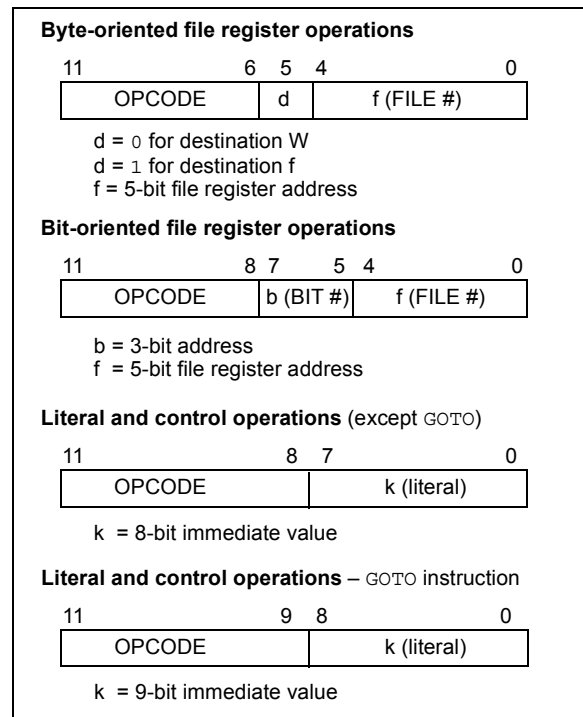 Byte-oriented file register operations
11 6 5 4 0
OPCODE d f (FILE #)
d = 0 for destination W
d = 1 for destination f
f = 5-bit file register address
Bit-oriented file register operations
11 8 7 5 4 0
OPCODE b (BIT #) f (FILE #)
b = 3-bit address
f = 5-bit file register address
Literal and control operations (except GOTO)
11 8 7 0
OPCODE k (literal)
k = 8-bit immediate value
Literal and control operations – GOTO instruction
11 9 8 0
OPCODE k (literal)
k = 9-bit immediate value